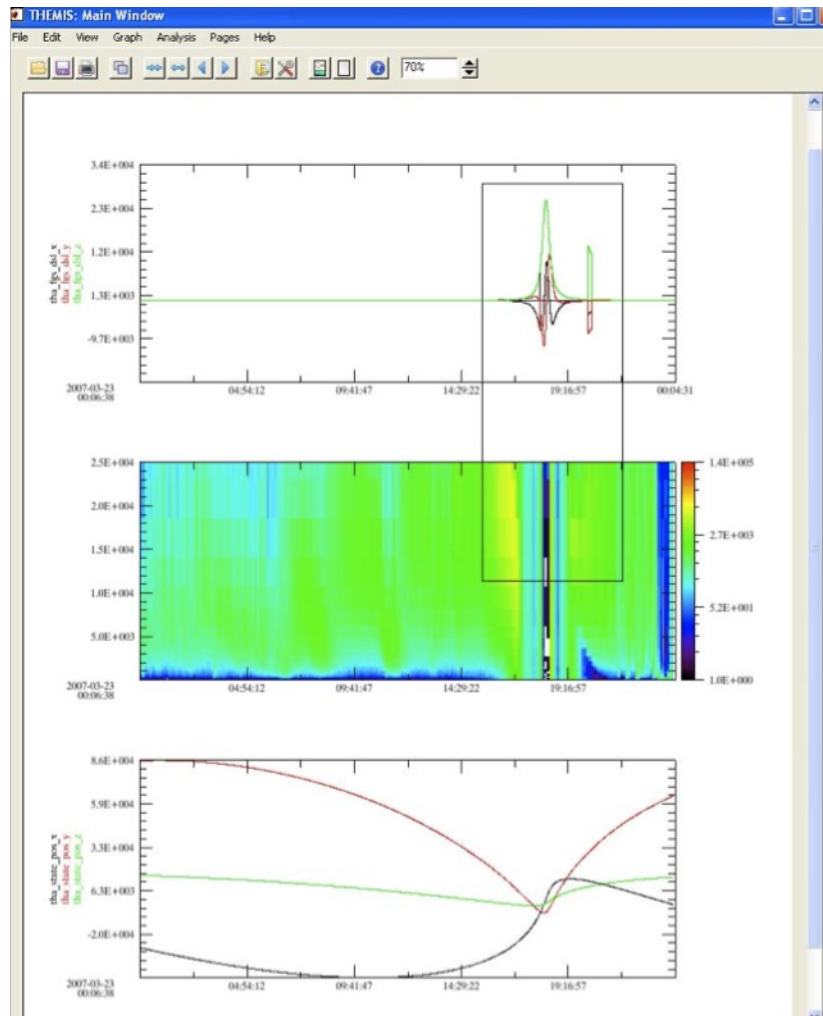 THEMIS: Main Window
File Edit View Graph Analysis Pages Help
70%
3.4E+004
2.3E+004
1.2E+004
1.3E+003
-9.7E+003
tha_fgs_dsl_x
tha_fgs_dsl_y
tha_fgs_dsl_z
2007-03-23
00:06:38
04:54:12 09:41:47 14:29:22 19:16:57 00:04:31
2.5E+004
2.0E+004
1.5E+004
1.0E+004
5.0E+003
1.4E+005
2.7E+003
5.2E+001
1.0E+000
2007-03-23
00:06:38
04:54:12 09:41:47 14:29:22 19:16:57
8.6E+004
5.9E+004
3.3E+004
6.3E+003
-2.0E+004
tha_state_pos_x
tha_state_pos_y
tha_state_pos_z
2007-03-23
00:06:38
04:54:12 09:41:47 14:29:22 19:16:57